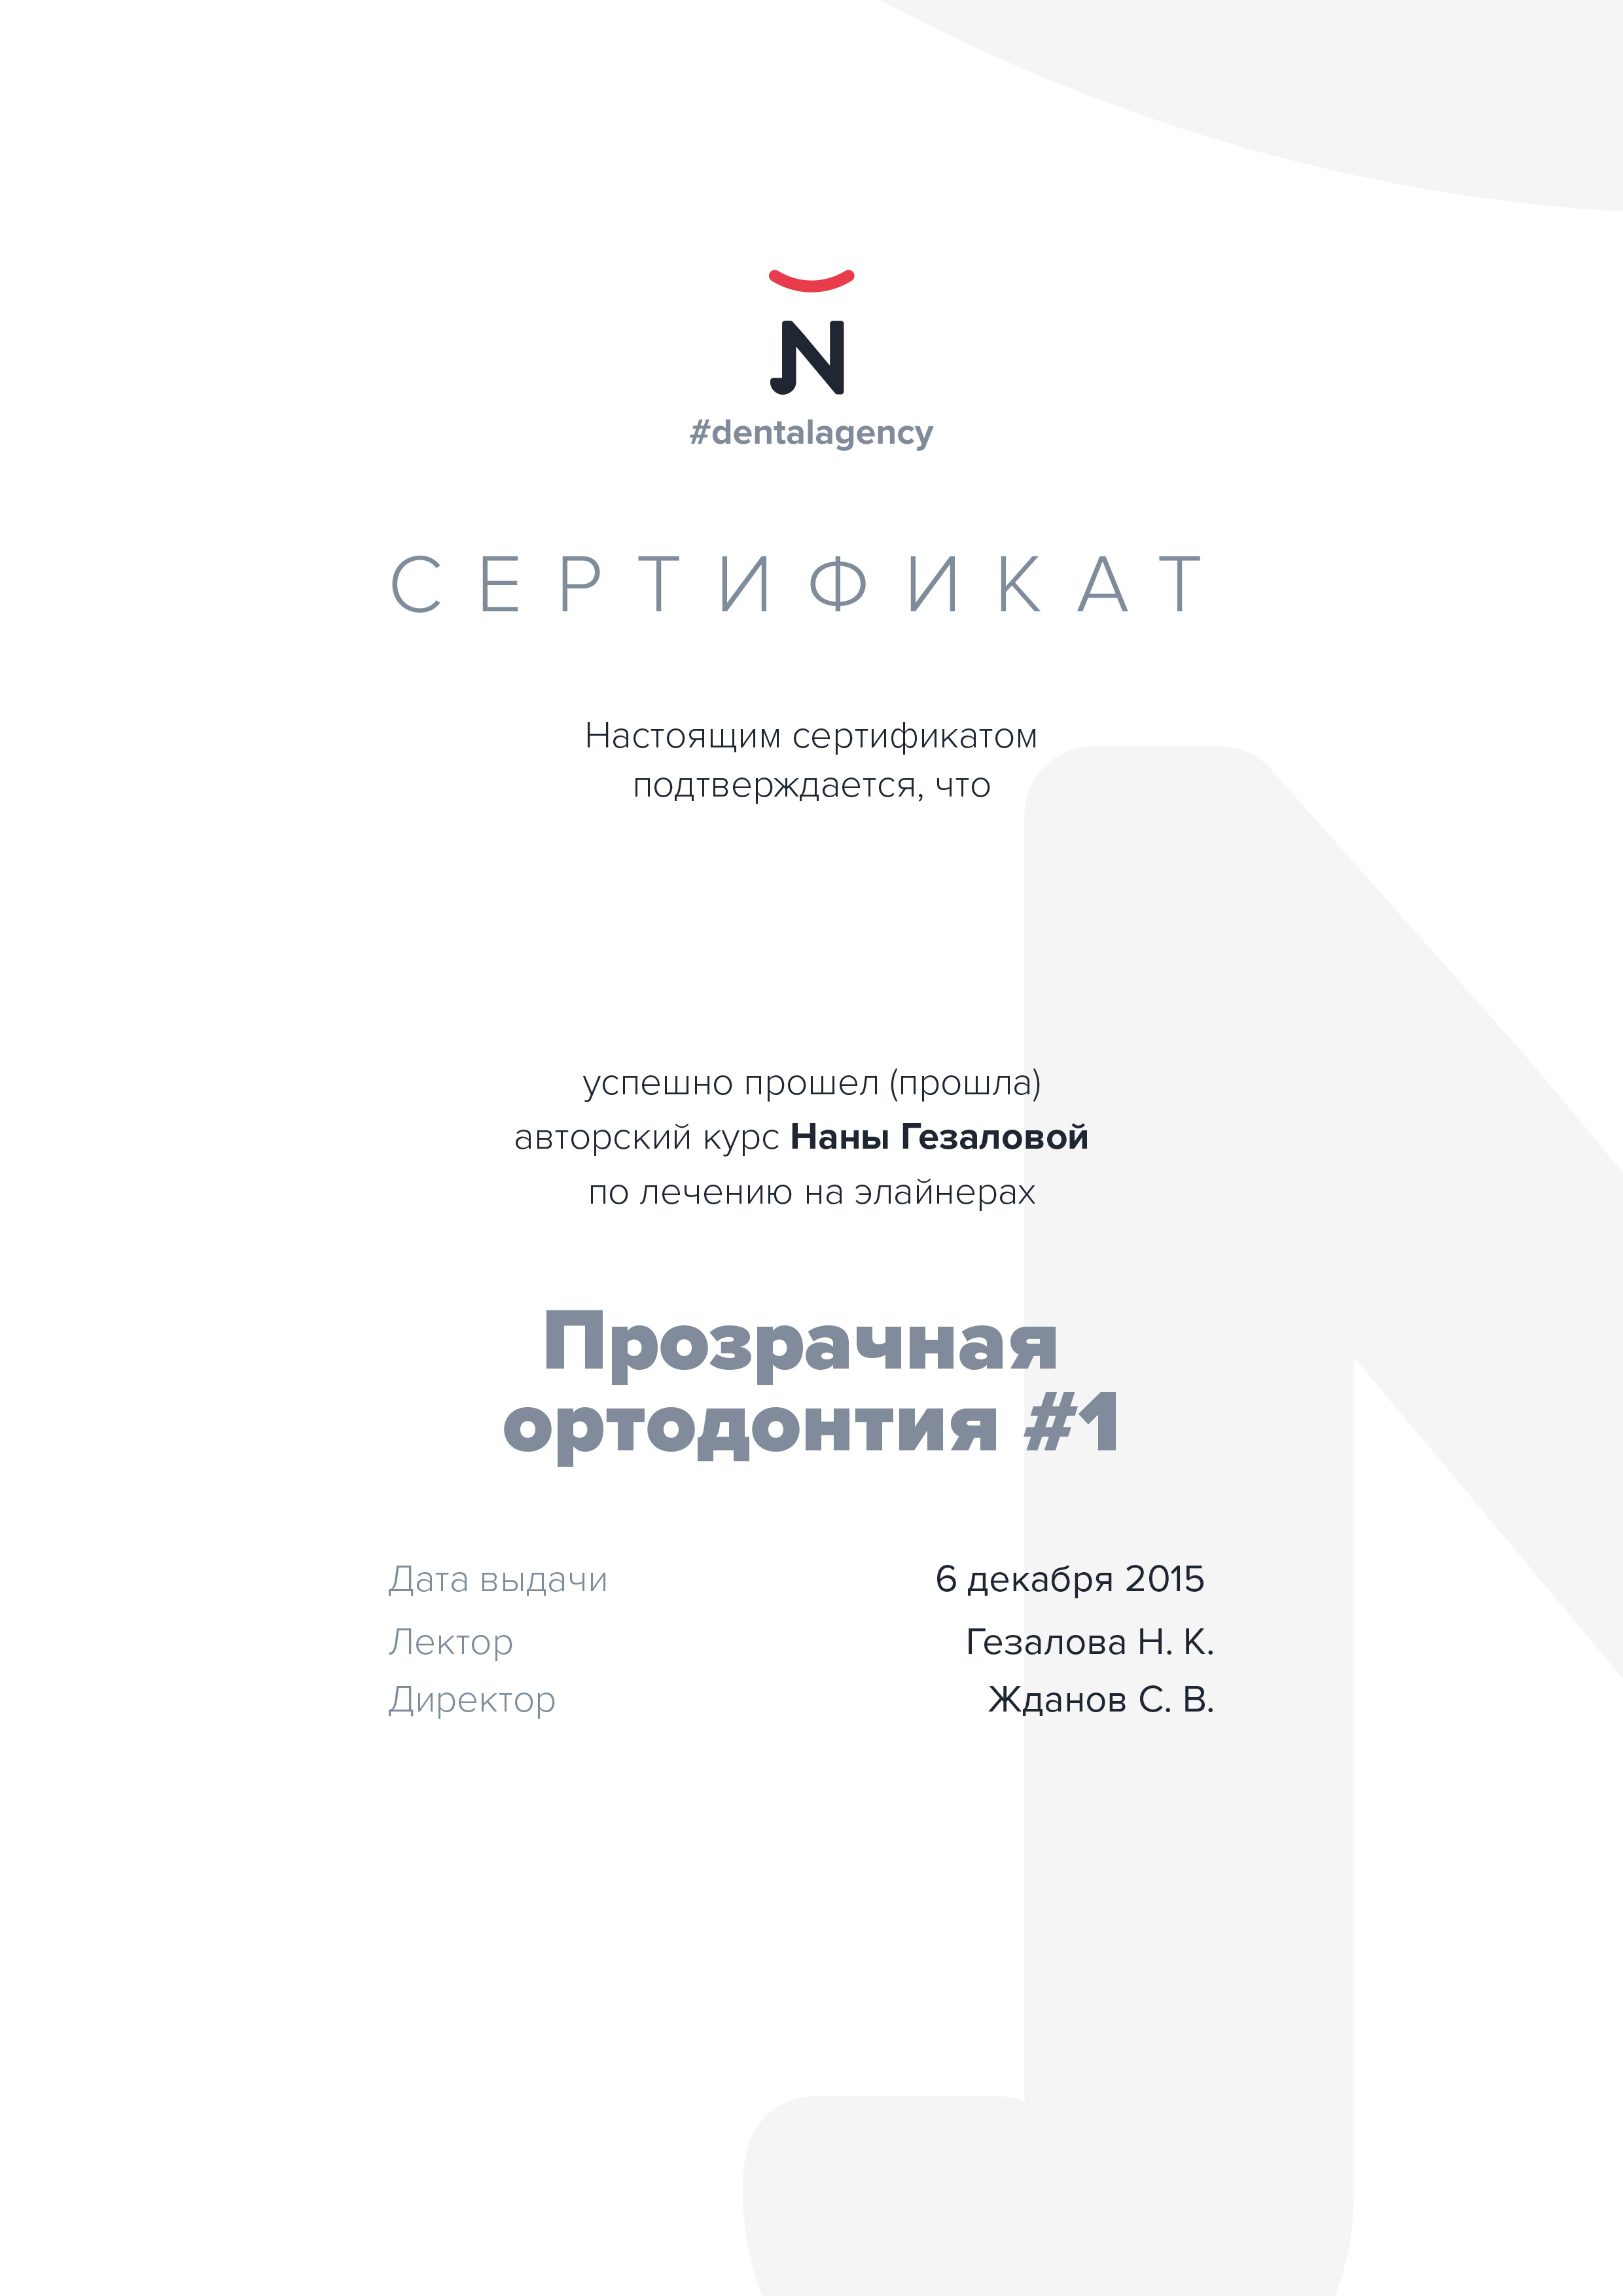 N
#dentalagency
СЕРТИФИКАТ
Настоящим сертификатом
подтверждается, что
успешно прошел (прошла)
авторский курс Наны Гезаловой
по лечению на элайнерах
Прозрачная
ортодонтия #1
Дата выдачи 6 декабря 2015
Лектор Гезалова Н. К.
Директор Жданов С. В.